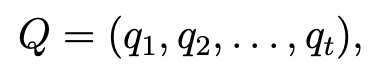 Q = (q₁, q₂, . . . , qₜ),